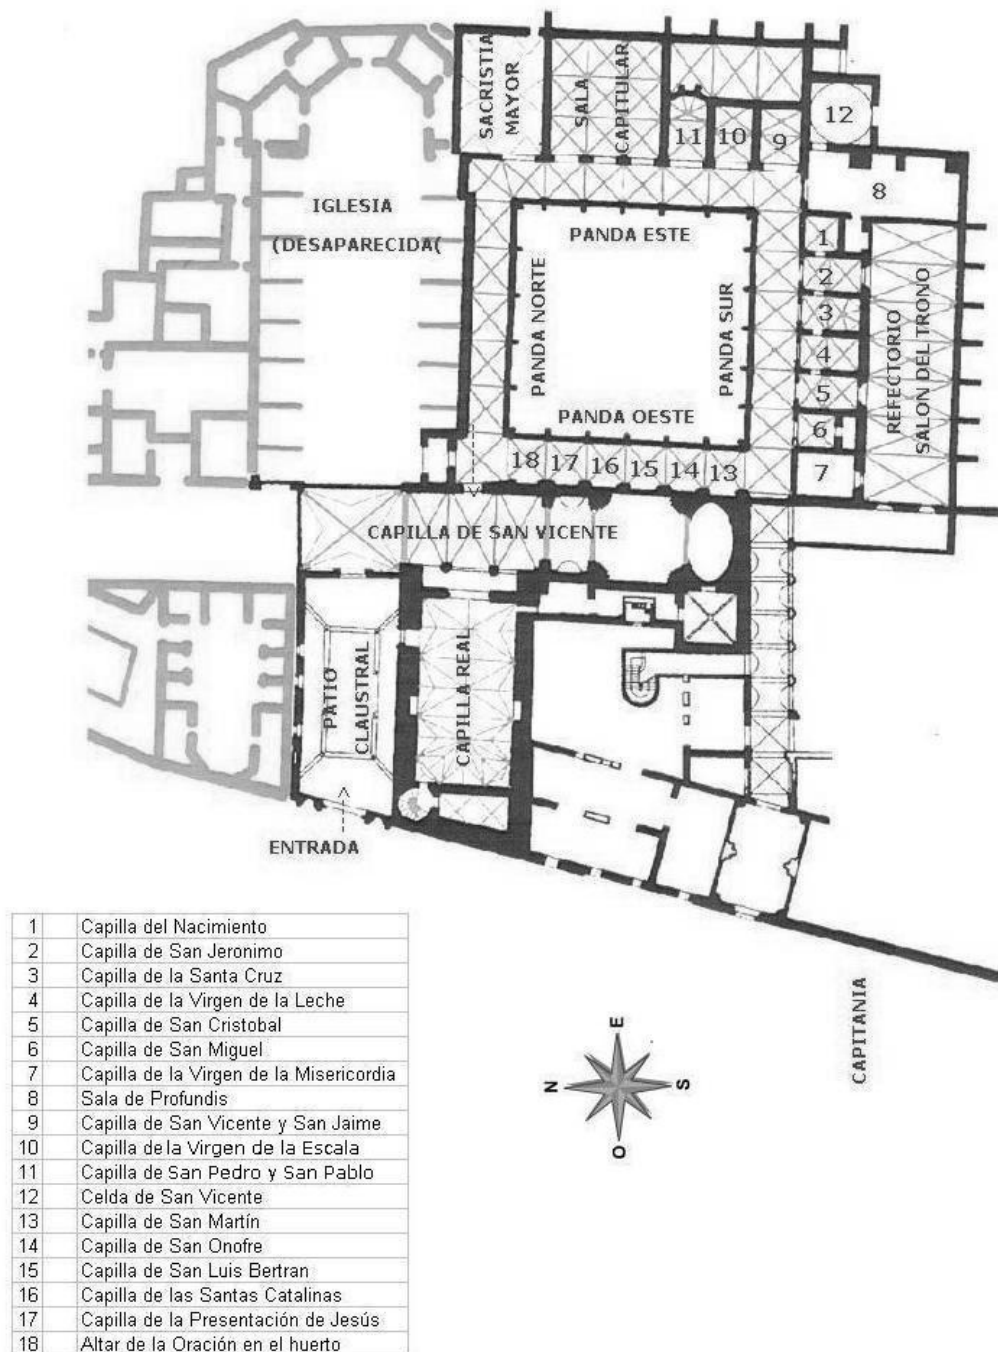 SACRISTIA
MAYOR
SALA
CAPITULAR
12
11
10
9
8
IGLESIA
(DESAPARECIDA(
PANDA ESTE
PANDA NORTE
PANDA SUR
PANDA OESTE
1
2
3
4
5
6
7
REFECTORIO
SALON DEL TRONO
18
17
16
15
14
13
CAPILLA DE SAN VICENTE
PATIO
CLAUSTRAL
CAPILLA REAL
ENTRADA
CAPITANIA
E
N
S
O
1 Capilla del Nacimiento
2 Capilla de San Jeronimo
3 Capilla de la Santa Cruz
4 Capilla de la Virgen de la Leche
5 Capilla de San Cristobal
6 Capilla de San Miguel
7 Capilla de la Virgen de la Misericordia
8 Sala de Profundis
9 Capilla de San Vicente y San Jaime
10 Capilla de la Virgen de la Escala
11 Capilla de San Pedro y San Pablo
12 Celda de San Vicente
13 Capilla de San Martín
14 Capilla de San Onofre
15 Capilla de San Luis Bertran
16 Capilla de las Santas Catalinas
17 Capilla de la Presentación de Jesús
18 Altar de la Oración en el huerto